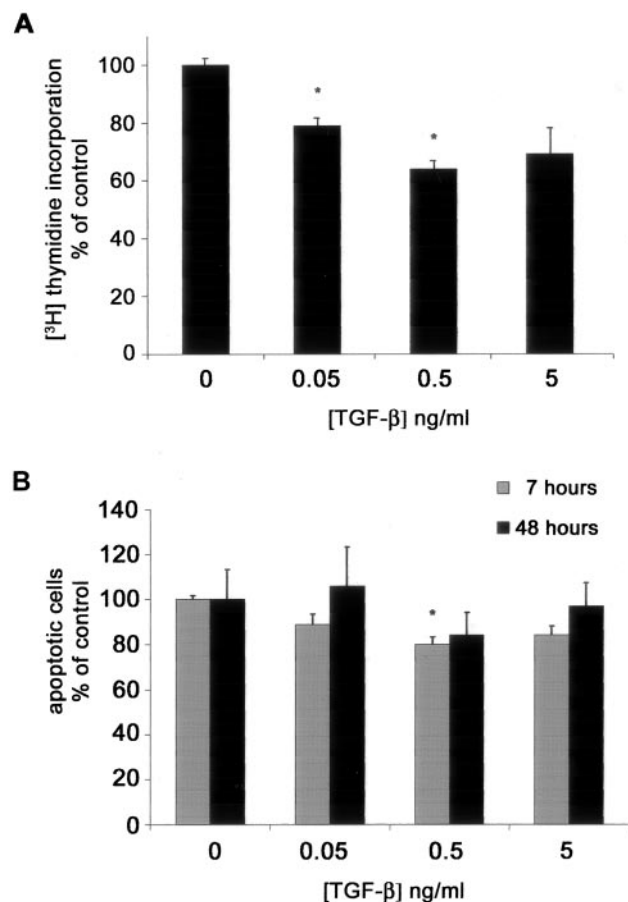 A
[³H] thymidine incorporation
% of control
100
80
60
40
20
0
*
*
0 0.05 0.5 5
[TGF-β] ng/ml
B
7 hours
48 hours
apoptotic cells
% of control
140
120
100
80
60
40
20
0
*
0 0.05 0.5 5
[TGF-β] ng/ml